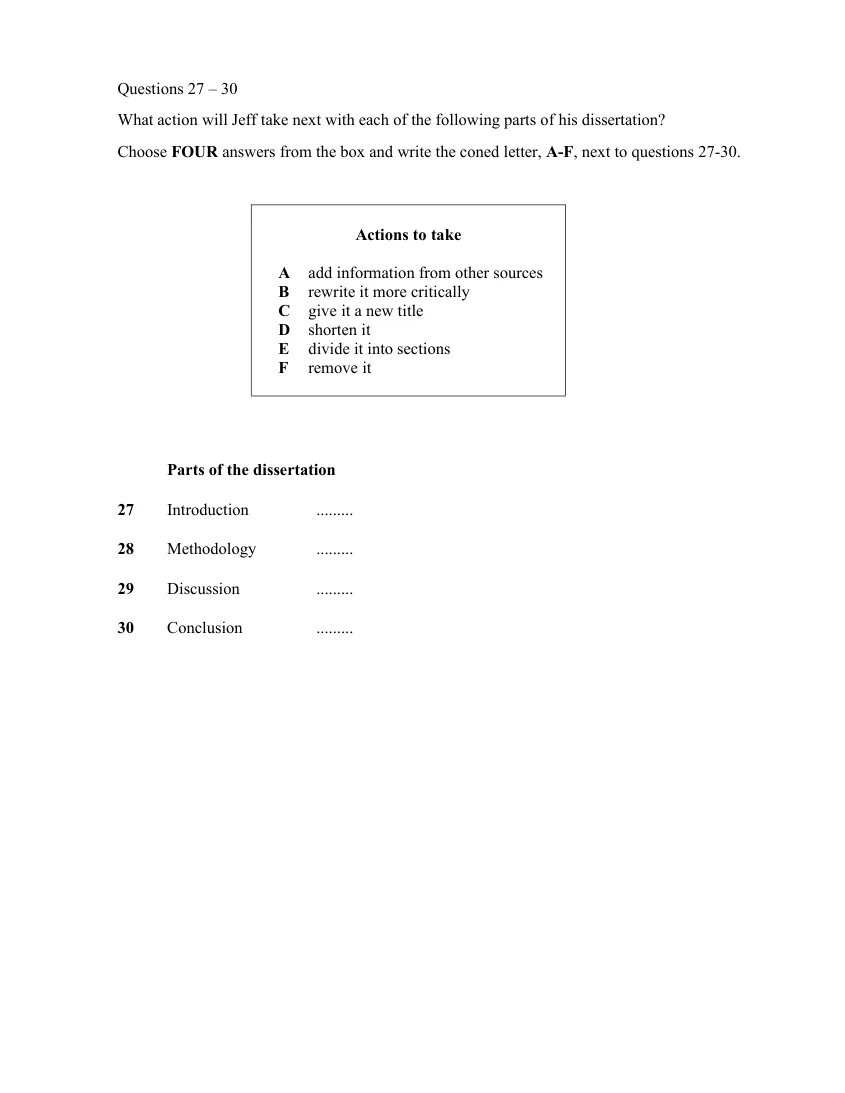 Questions 27 – 30
What action will Jeff take next with each of the following parts of his dissertation?
Choose FOUR answers from the box and write the coned letter, A-F, next to questions 27-30.
Actions to take
A add information from other sources
B rewrite it more critically
C give it a new title
D shorten it
E divide it into sections
F remove it
Parts of the dissertation
27 Introduction .........
28 Methodology .........
29 Discussion .........
30 Conclusion .........